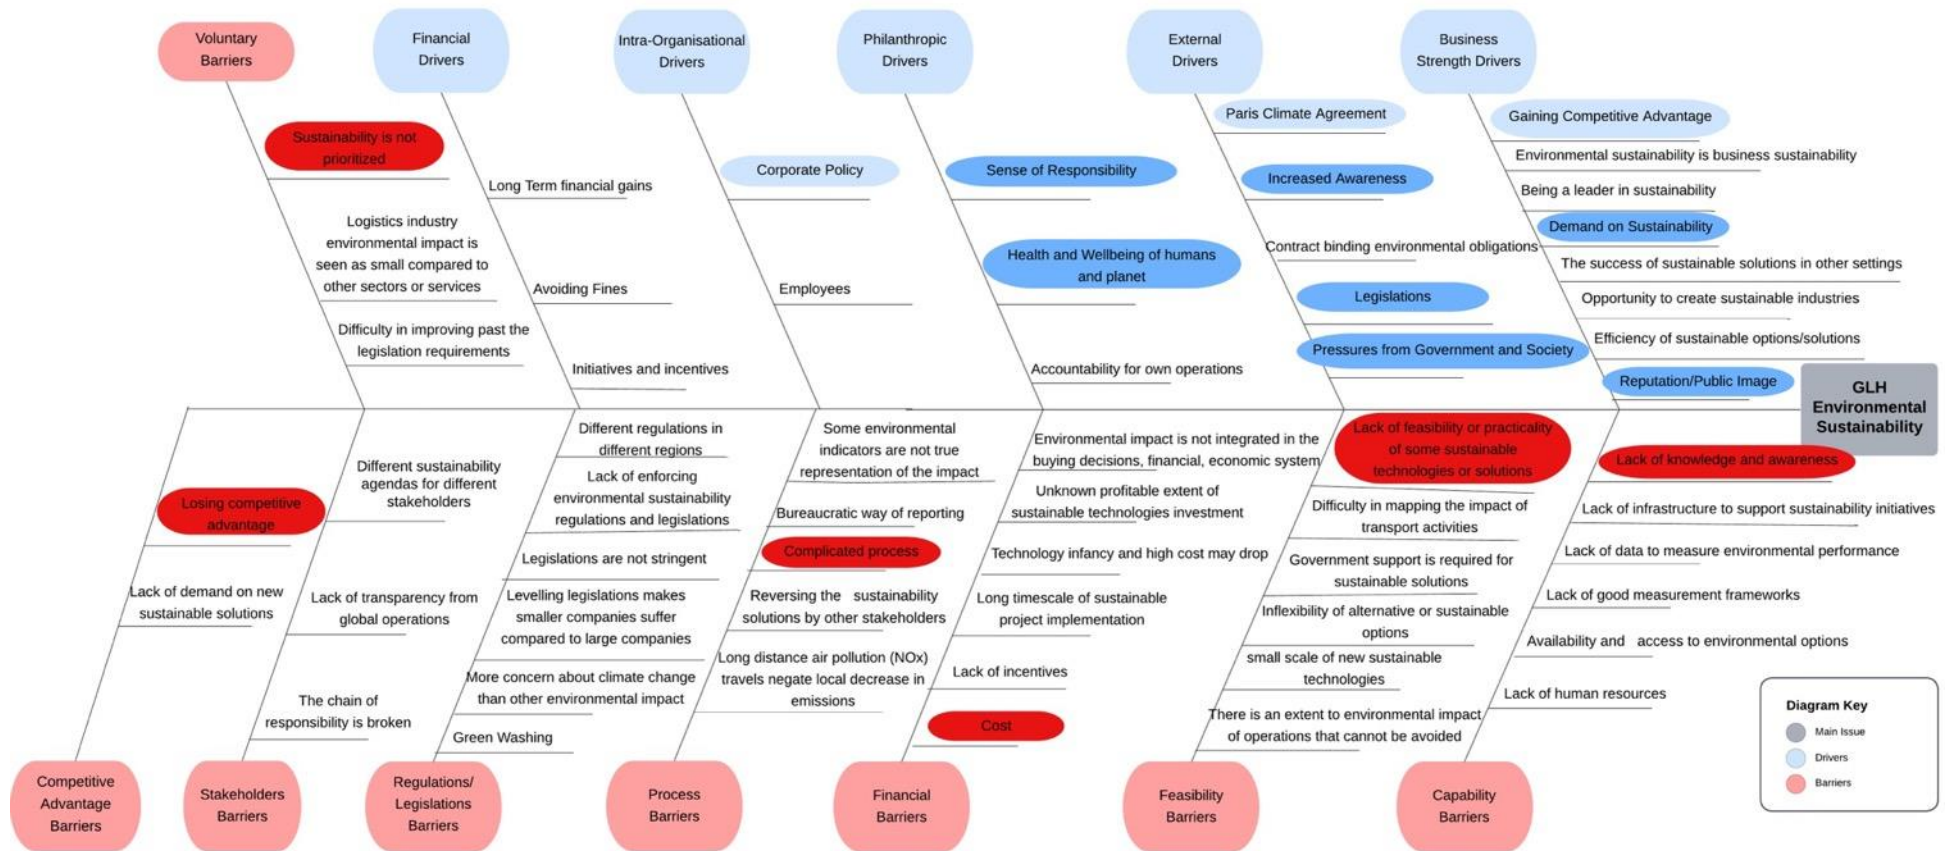 Voluntary
Barriers
Financial
Drivers
Intra-Organisational
Drivers
Philanthropic
Drivers
External
Drivers
Business
Strength Drivers
Sustainability is not
prioritized
Logistics industry
environmental impact is
seen as small compared to
other sectors or services
Difficulty in improving past the
legislation requirements
Long Term financial gains
Avoiding Fines
Initiatives and incentives
Corporate Policy
Employees
Sense of Responsibility
Health and Wellbeing of humans
and planet
Accountability for own operations
Paris Climate Agreement
Increased Awareness
Contract binding environmental obligations
Legislations
Pressures from Government and Society
Gaining Competitive Advantage
Environmental sustainability is business sustainability
Being a leader in sustainability
Demand on Sustainability
The success of sustainable solutions in other settings
Opportunity to create sustainable industries
Efficiency of sustainable options/solutions
Reputation/Public Image
GLH
Environmental
Sustainability
Losing competitive
advantage
Lack of demand on new
sustainable solutions
Different sustainability
agendas for different
stakeholders
Lack of transparency from
global operations
The chain of
responsibility is broken
Different regulations in
different regions
Lack of enforcing
environmental sustainability
regulations and legislations
Legislations are not stringent
Levelling legislations makes
smaller companies suffer
compared to large companies
More concern about climate change
than other environmental impact
Green Washing
Some environmental
indicators are not true
representation of the impact
Bureaucratic way of reporting
Complicated process
Reversing the sustainability
solutions by other stakeholders
Long distance air pollution (NOx)
travels negate local decrease in
emissions
Environmental impact is not integrated in the
buying decisions, financial, economic system
Unknown profitable extent of
sustainable technologies investment
Technology infancy and high cost may drop
Long timescale of sustainable
project implementation
Lack of incentives
Cost
Lack of feasibility or practicality
of some sustainable
technologies or solutions
Difficulty in mapping the impact of
transport activities
Government support is required for
sustainable solutions
Inflexibility of alternative or sustainable
options
small scale of new sustainable
technologies
There is an extent to environmental impact
of operations that cannot be avoided
Lack of knowledge and awareness
Lack of infrastructure to support sustainability initiatives
Lack of data to measure environmental performance
Lack of good measurement frameworks
Availability and access to environmental options
Lack of human resources
Competitive
Advantage
Barriers
Stakeholders
Barriers
Regulations/
Legislations
Barriers
Process
Barriers
Financial
Barriers
Feasibility
Barriers
Capability
Barriers
Diagram Key
Main Issue
Drivers
Barriers